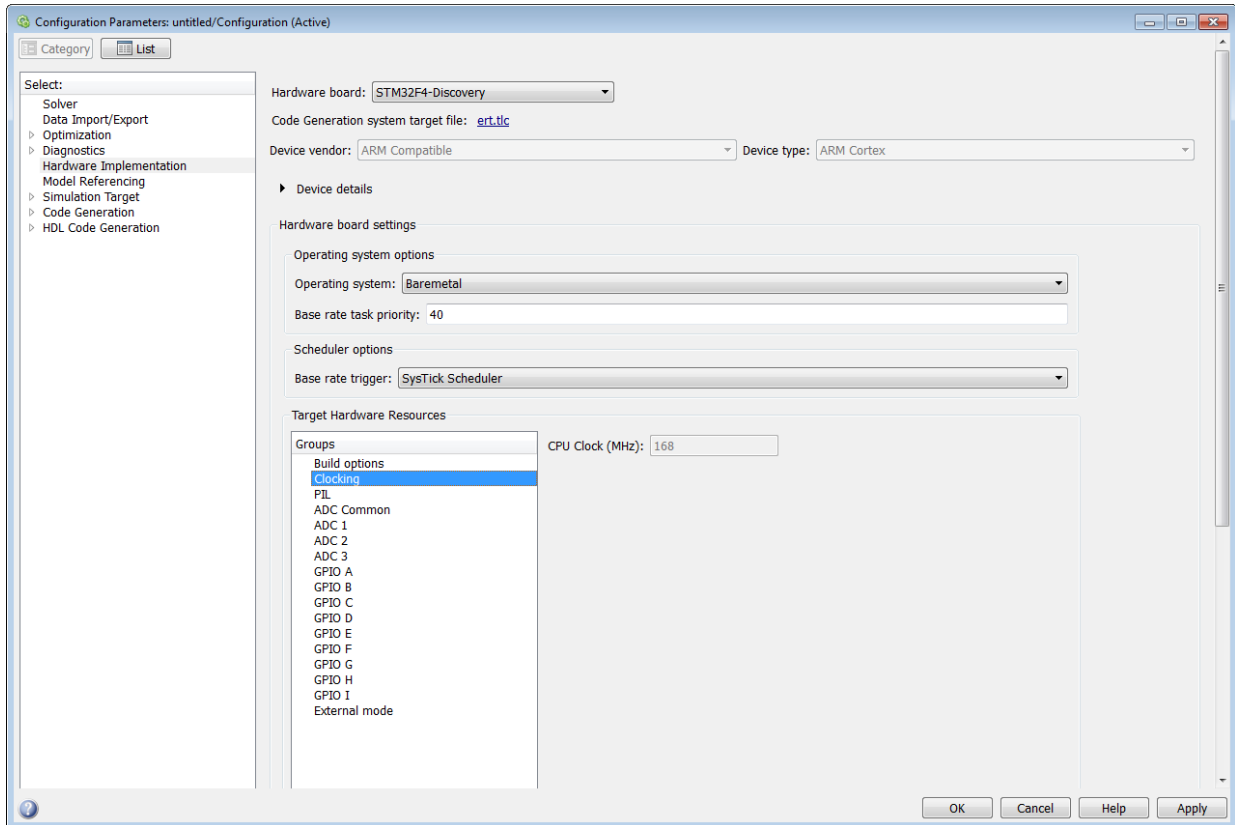 Configuration Parameters: untitled/Configuration (Active)
Category List
Select:
Solver
Data Import/Export
Optimization
Diagnostics
Hardware Implementation
Model Referencing
Simulation Target
Code Generation
HDL Code Generation
Hardware board: STM32F4-Discovery
Code Generation system target file: ert.tlc
Device vendor: ARM Compatible Device type: ARM Cortex
Device details
Hardware board settings
Operating system options
Operating system: Baremetal
Base rate task priority: 40
Scheduler options
Base rate trigger: SysTick Scheduler
Target Hardware Resources
Groups
Build options
Clocking
PIL
ADC Common
ADC 1
ADC 2
ADC 3
GPIO A
GPIO B
GPIO C
GPIO D
GPIO E
GPIO F
GPIO G
GPIO H
GPIO I
External mode
CPU Clock (MHz): 168
OK Cancel Help Apply